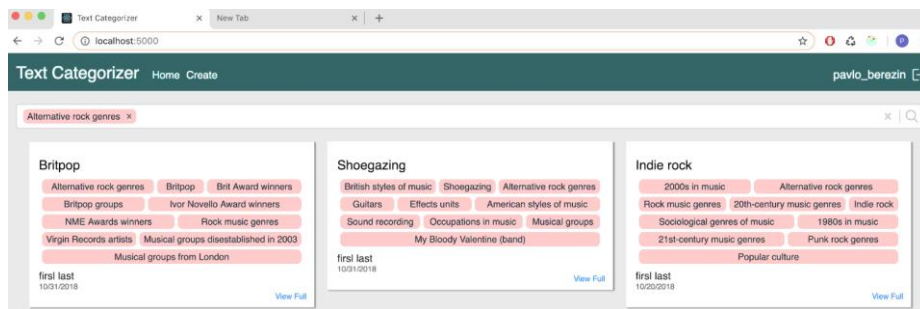 Text Categorizer × New Tab × +
localhost:5000
Text Categorizer Home Create pavlo_berezin
Alternative rock genres ×
Britpop
Alternative rock genres Britpop Brit Award winners
Britpop groups Ivor Novello Award winners
NME Awards winners Rock music genres
Virgin Records artists Musical groups disestablished in 2003
Musical groups from London
firsl last
10/31/2018
View Full
Shoegazing
British styles of music Shoegazing Alternative rock genres
Guitars Effects units American styles of music
Sound recording Occupations in music Musical groups
My Bloody Valentine (band)
firsl last
10/31/2018
View Full
Indie rock
2000s in music Alternative rock genres
Rock music genres 20th-century music genres Indie rock
Sociological genres of music 1980s in music
21st-century music genres Punk rock genres
Popular culture
firsl last
10/20/2018
View Full